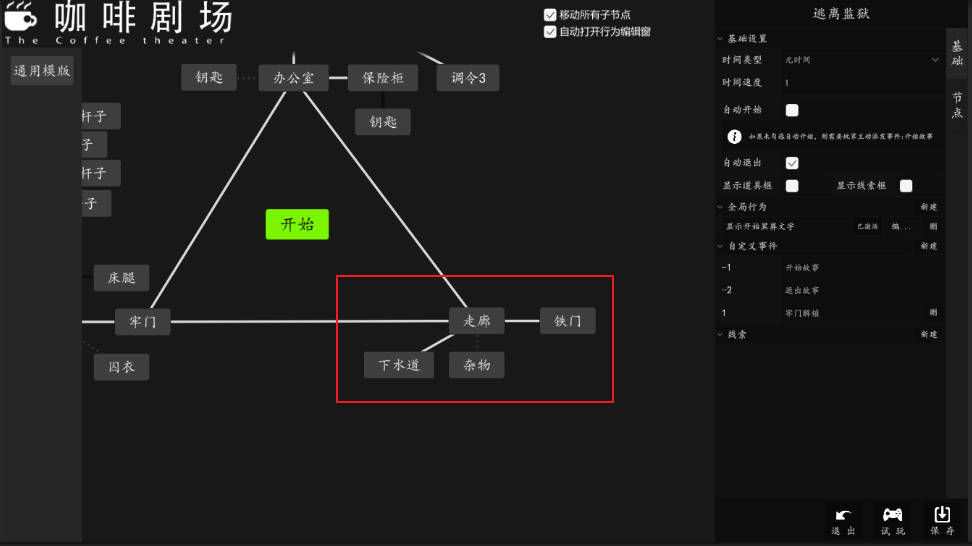 咖啡剧场
The Coffee theater
通用模版
移动所有子节点
自动打开行为编辑窗
钥匙
办公室
保险柜
调令3
钥匙
杆子
子
杆子
子
开始
床腿
牢门
走廊
铁门
囚衣
下水道
杂物
逃离监狱
基础设置
时间类型 无时间
时间速度 1
自动开始
如果未勾选自动开始，则需要玩家主动派发事件:开始故事
自动退出
显示道具框 显示线索框
全局行为 新建
显示开始黑屏文字 已激活 编... 删
自定义事件 新建
-1 开始故事
-2 退出故事
1 牢门解锁 删
线索 新建
基础
节点
退出
试玩
保存